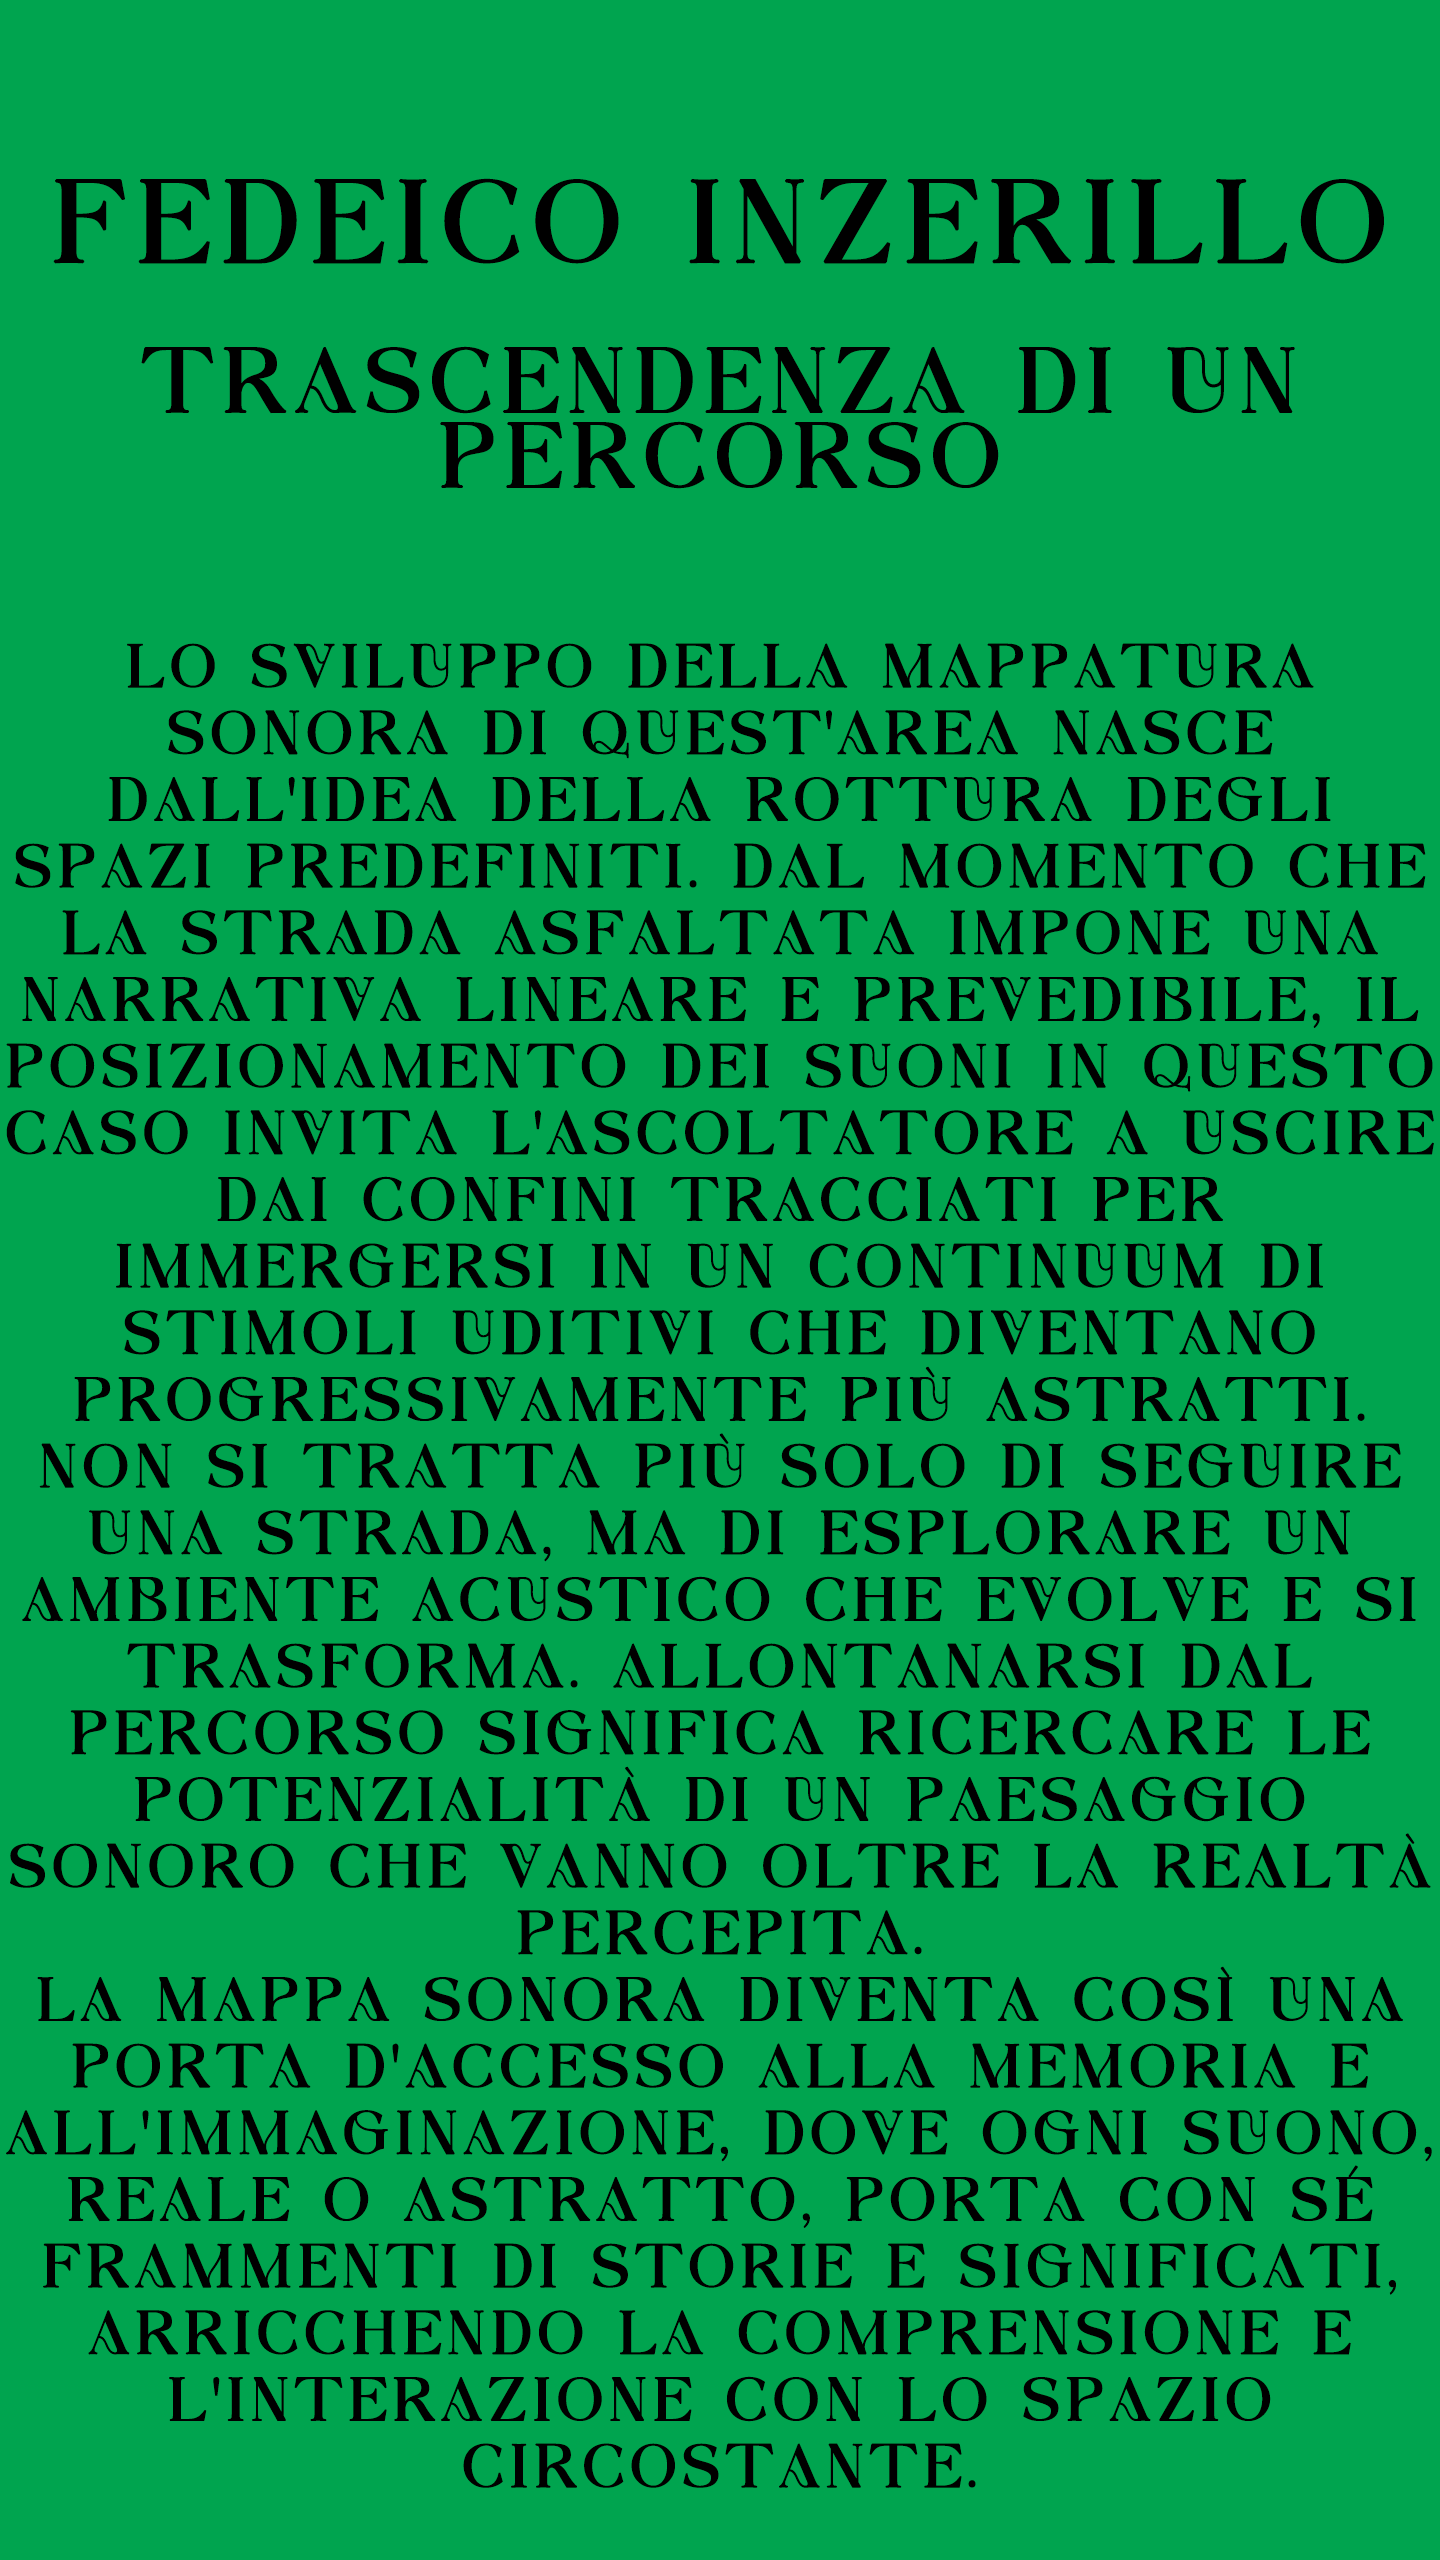 FEDEICO INZERILLO
TRASCENDENZA DI UN
PERCORSO
LO SVILUPPO DELLA MAPPATURA
SONORA DI QUEST'AREA NASCE
DALL'IDEA DELLA ROTTURA DEGLI
SPAZI PREDEFINITI. DAL MOMENTO CHE
LA STRADA ASFALTATA IMPONE UNA
NARRATIVA LINEARE E PREVEDIBILE, IL
POSIZIONAMENTO DEI SUONI IN QUESTO
CASO INVITA L'ASCOLTATORE A USCIRE
DAI CONFINI TRACCIATI PER
IMMERGERSI IN UN CONTINUUM DI
STIMOLI UDITIVI CHE DIVENTANO
PROGRESSIVAMENTE PIÙ ASTRATTI.
NON SI TRATTA PIÙ SOLO DI SEGUIRE
UNA STRADA, MA DI ESPLORARE UN
AMBIENTE ACUSTICO CHE EVOLVE E SI
TRASFORMA. ALLONTANARSI DAL
PERCORSO SIGNIFICA RICERCARE LE
POTENZIALITÀ DI UN PAESAGGIO
SONORO CHE VANNO OLTRE LA REALTÀ
PERCEPITA.
LA MAPPA SONORA DIVENTA COSÌ UNA
PORTA D'ACCESSO ALLA MEMORIA E
ALL'IMMAGINAZIONE, DOVE OGNI SUONO,
REALE O ASTRATTO, PORTA CON SÉ
FRAMMENTI DI STORIE E SIGNIFICATI,
ARRICCHENDO LA COMPRENSIONE E
L'INTERAZIONE CON LO SPAZIO
CIRCOSTANTE.